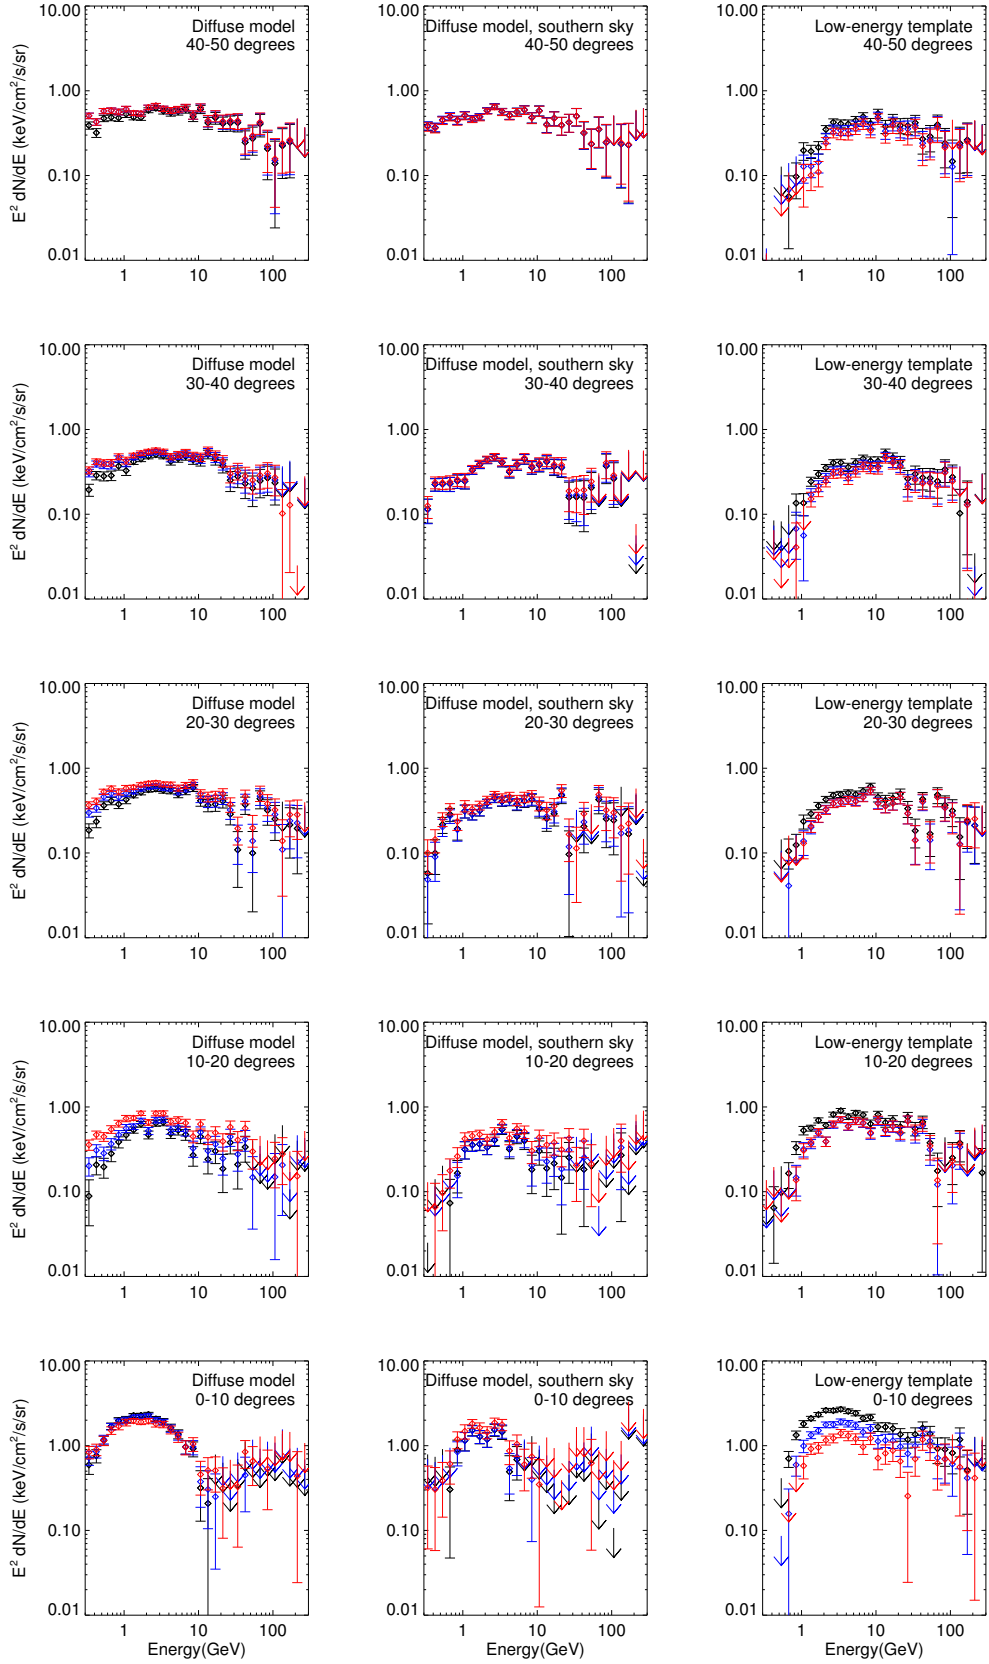 10.00
1.00
0.10
0.01
E² dN/dE (keV/cm²/s/sr)
Diffuse model
40-50 degrees
1 10 100
Diffuse model, southern sky
40-50 degrees
1 10 100
Low-energy template
40-50 degrees
1 10 100
10.00
1.00
0.10
0.01
E² dN/dE (keV/cm²/s/sr)
Diffuse model
30-40 degrees
1 10 100
10.00
1.00
0.10
0.01
Diffuse model, southern sky
30-40 degrees
1 10 100
10.00
1.00
0.10
0.01
Low-energy template
30-40 degrees
1 10 100
10.00
1.00
0.10
0.01
E² dN/dE (keV/cm²/s/sr)
Diffuse model
20-30 degrees
1 10 100
10.00
1.00
0.10
0.01
Diffuse model, southern sky
20-30 degrees
1 10 100
10.00
1.00
0.10
0.01
Low-energy template
20-30 degrees
1 10 100
10.00
1.00
0.10
0.01
E² dN/dE (keV/cm²/s/sr)
Diffuse model
10-20 degrees
1 10 100
10.00
1.00
0.10
0.01
Diffuse model, southern sky
10-20 degrees
1 10 100
10.00
1.00
0.10
0.01
Low-energy template
10-20 degrees
1 10 100
10.00
1.00
0.10
0.01
E² dN/dE (keV/cm²/s/sr)
Diffuse model
0-10 degrees
1 10 100
Energy(GeV)
10.00
1.00
0.10
0.01
Diffuse model, southern sky
0-10 degrees
1 10 100
Energy(GeV)
10.00
1.00
0.10
0.01
Low-energy template
0-10 degrees
1 10 100
Energy(GeV)
10.00
1.00
0.10
0.01
10.00
1.00
0.10
0.01